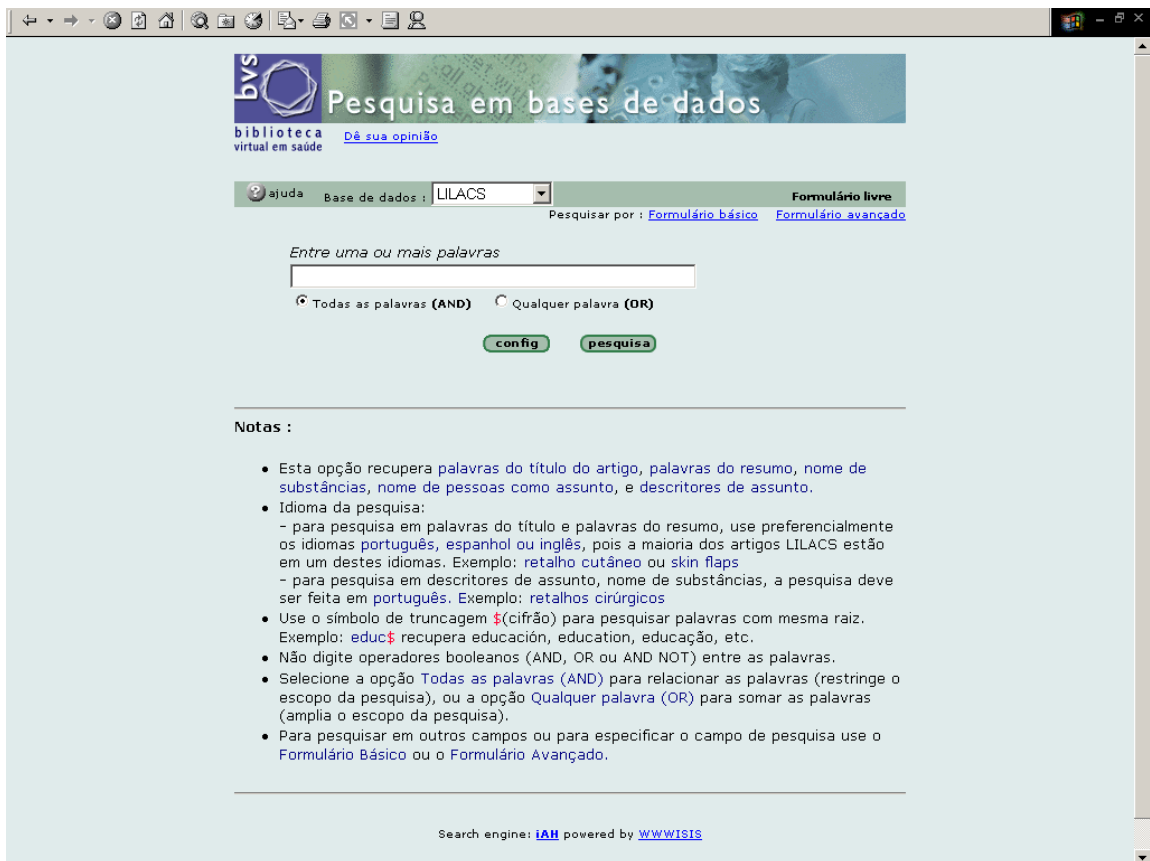 bvs
Pesquisa em bases de dados
biblioteca
virtual em saúde
Dê sua opinião
? ajuda Base de dados : LILACS Formulário livre
Pesquisar por : Formulário básico Formulário avançado
Entre uma ou mais palavras
Todas as palavras (AND) Qualquer palavra (OR)
config pesquisa
Notas :
• Esta opção recupera palavras do título do artigo, palavras do resumo, nome de
substâncias, nome de pessoas como assunto, e descritores de assunto.
• Idioma da pesquisa:
- para pesquisa em palavras do título e palavras do resumo, use preferencialmente
os idiomas português, espanhol ou inglês, pois a maioria dos artigos LILACS estão
em um destes idiomas. Exemplo: retalho cutâneo ou skin flaps
- para pesquisa em descritores de assunto, nome de substâncias, a pesquisa deve
ser feita em português. Exemplo: retalhos cirúrgicos
• Use o símbolo de truncagem $(cifrão) para pesquisar palavras com mesma raiz.
Exemplo: educ$ recupera educación, education, educação, etc.
• Não digite operadores booleanos (AND, OR ou AND NOT) entre as palavras.
• Selecione a opção Todas as palavras (AND) para relacionar as palavras (restringe o
escopo da pesquisa), ou a opção Qualquer palavra (OR) para somar as palavras
(amplia o escopo da pesquisa).
• Para pesquisar em outros campos ou para especificar o campo de pesquisa use o
Formulário Básico ou o Formulário Avançado.
Search engine: iAH powered by WWWISIS